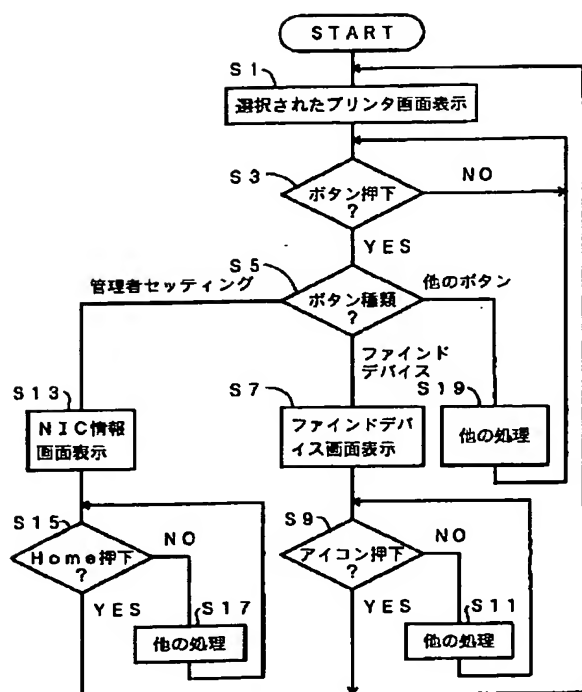 ＳＴＡＲＴ
Ｓ１
選択されたプリンタ画面表示
Ｓ３
ボタン押下
？
ＮＯ
ＹＥＳ
Ｓ５
管理者セッティング
ボタン種類
？
他のボタン
ファインド
デバイス
Ｓ１３
ＮＩＣ情報
画面表示
Ｓ７
ファインドデバ
イス画面表示
Ｓ１９
他の処理
Ｓ１５
Ｈｏｍｅ押下
？
ＮＯ
ＹＥＳ
Ｓ１７
他の処理
Ｓ９
アイコン押下
？
ＮＯ
ＹＥＳ
Ｓ１１
他の処理